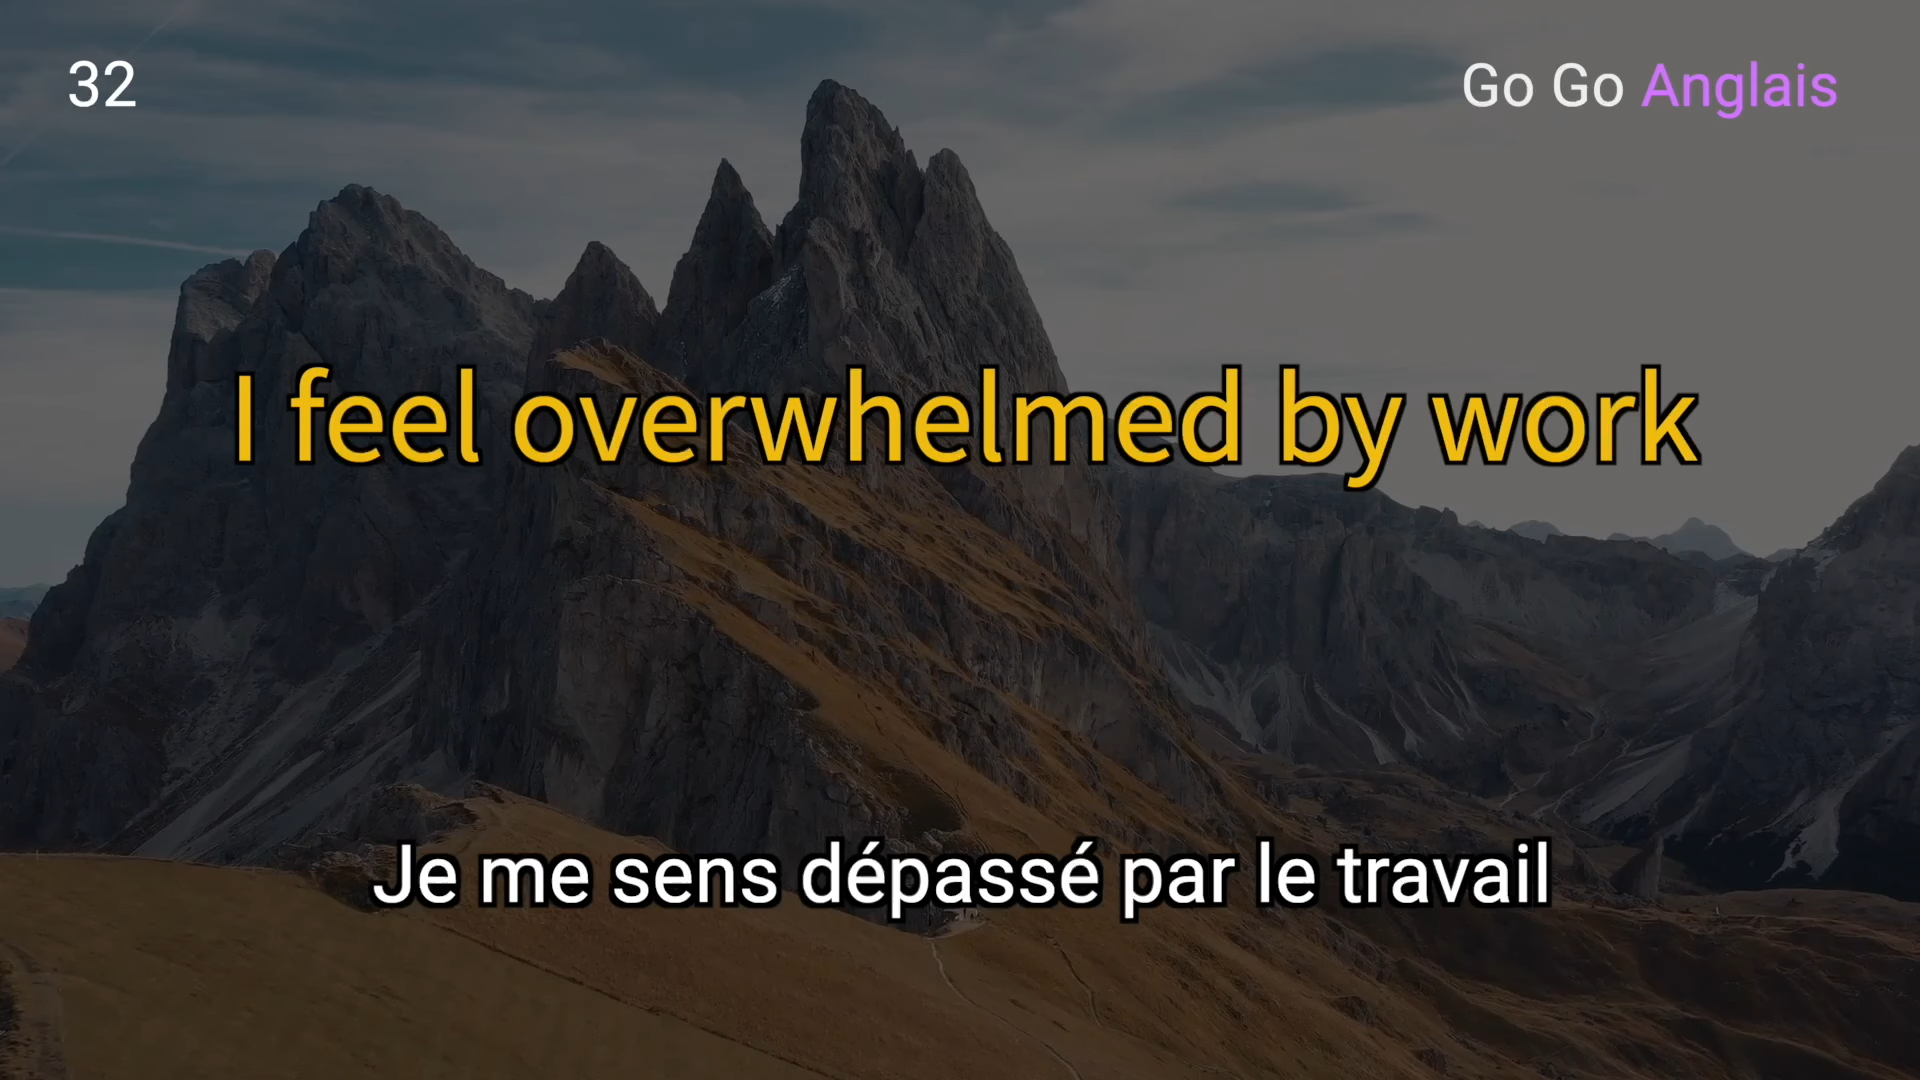 32
Go Go Anglais
I feel overwhelmed by work
Je me sens dépassé par le travail